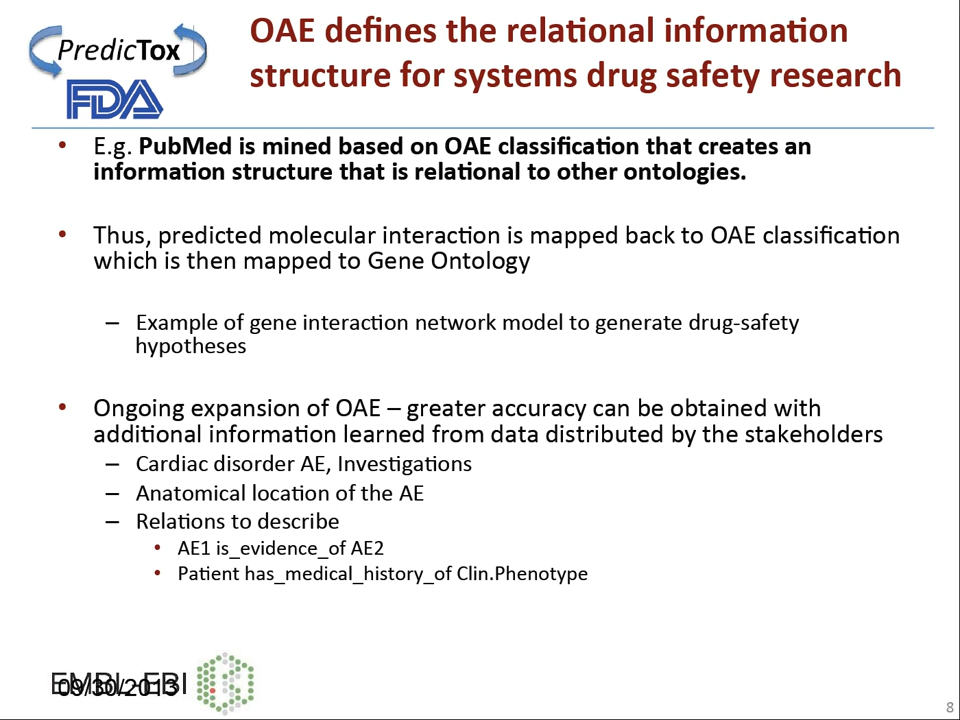 PredicTox
FDA
OAE defines the relational information
structure for systems drug safety research
• E.g. PubMed is mined based on OAE classification that creates an
information structure that is relational to other ontologies.
• Thus, predicted molecular interaction is mapped back to OAE classification
which is then mapped to Gene Ontology
– Example of gene interaction network model to generate drug-safety
hypotheses
• Ongoing expansion of OAE – greater accuracy can be obtained with
additional information learned from data distributed by the stakeholders
– Cardiac disorder AE, Investigations
– Anatomical location of the AE
– Relations to describe
• AE1 is_evidence_of AE2
• Patient has_medical_history_of Clin.Phenotype
EMBL-EBI
09/30/2013
8